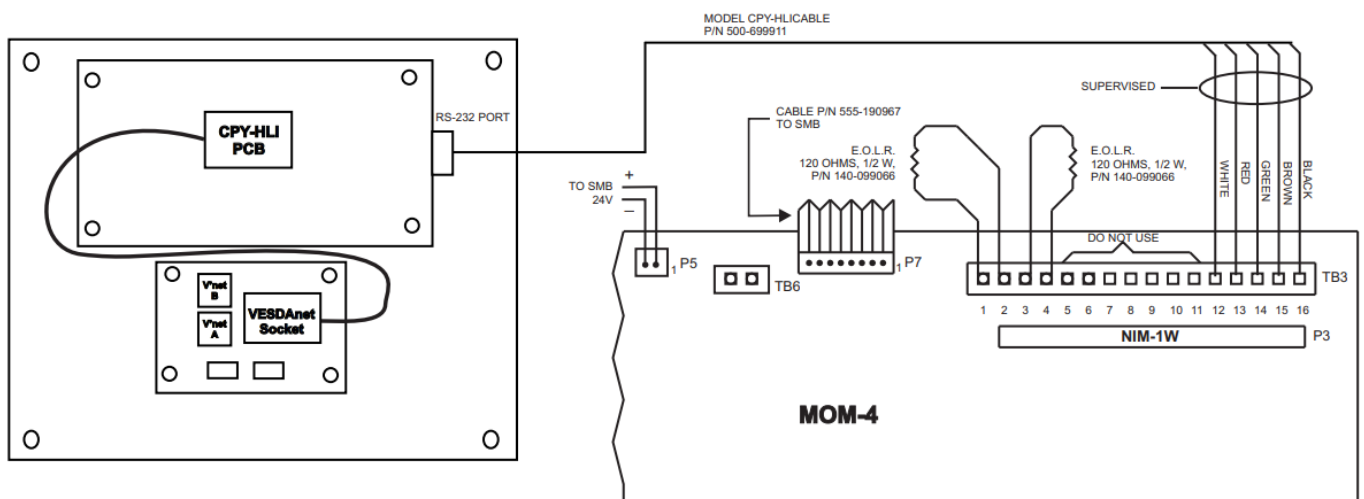 MODEL CPY-HLICABLE
P/N 500-699911
SUPERVISED
CPY-HLI
PCB
RS-232 PORT
CABLE P/N 555-190967
TO SMB
E.O.L.R.
120 OHMS, 1/2 W,
P/N 140-099066
E.O.L.R.
120 OHMS, 1/2 W,
P/N 140-099066
WHITE
RED
GREEN
BROWN
BLACK
+
TO SMB
24V
–
DO NOT USE
1 P5
1 P7
TB6
TB3
V'net
B
V'net
A
VESDAnet
Socket
1 2 3 4 5 6 7 8 9 10 11 12 13 14 15 16
NIM-1W
P3
MOM-4